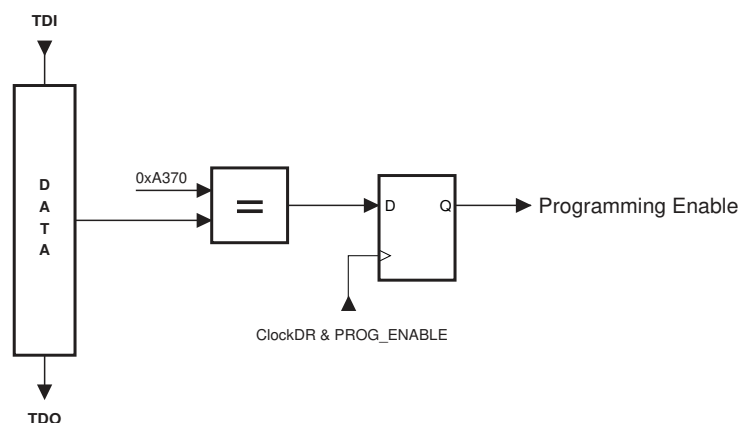 TDI
D
A
T
A
0xA370
=
D
Q
Programming Enable
ClockDR & PROG_ENABLE
TDO